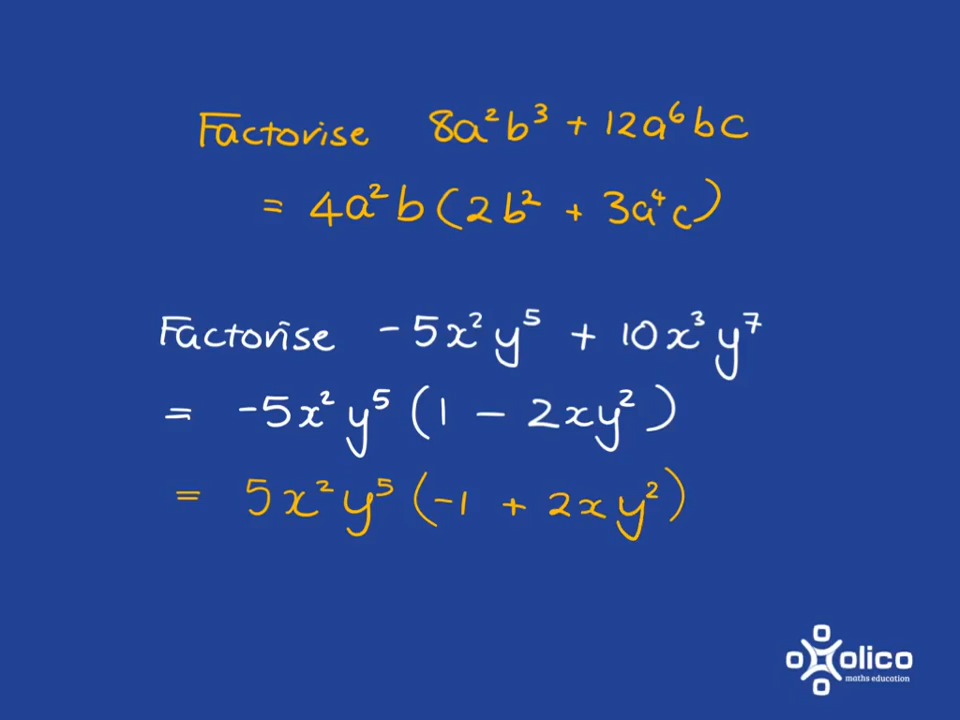 Factorise 8a²b³ + 12a⁶bc
= 4a²b(2b² + 3a⁴c)
Factorise -5x²y⁵ + 10x³y⁷
= -5x²y⁵(1 - 2xy²)
= 5x²y⁵(-1 + 2xy²)
olico
maths education